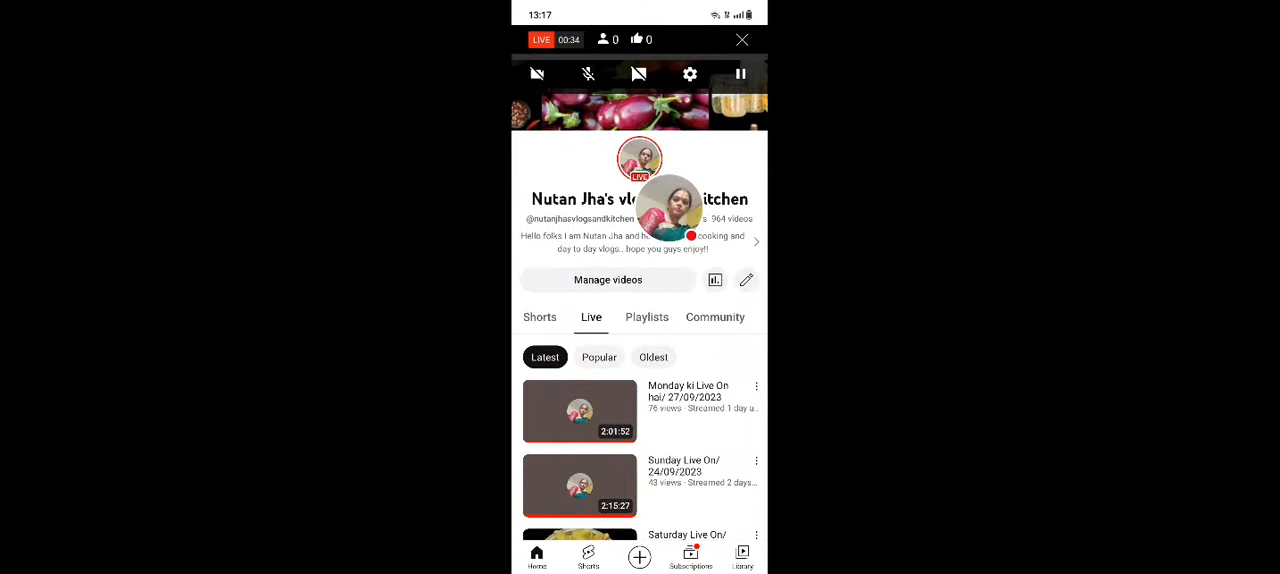 13:17
LIVE 00:34 0 0
LIVE
Nutan Jha's vl itchen
@nutanjhasvlogsandkitchen s 964 videos
Hello folks I am Nutan Jha and h cooking and
day to day vlogs...hope you guys enjoy!!
Manage videos
Shorts Live Playlists Community
Latest Popular Oldest
Monday ki Live On
hai/ 27/09/2023
76 views · Streamed 1 day a...
2:01:52
Sunday Live On/
24/09/2023
43 views · Streamed 2 days...
2:15:27
Saturday Live On/
Home Shorts Subscriptions Library